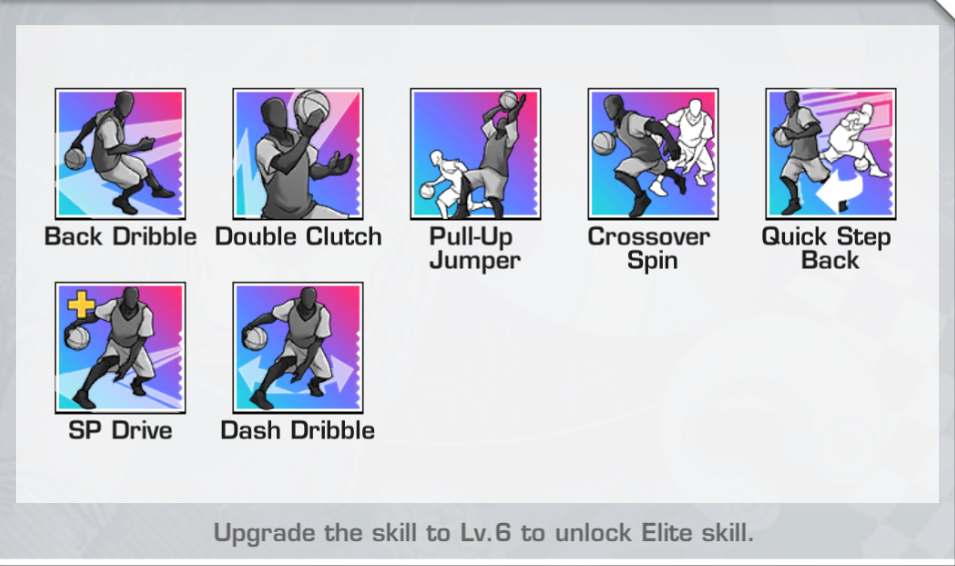 Back Dribble
Double Clutch
Pull-Up
Jumper
Crossover
Spin
Quick Step
Back
SP Drive
Dash Dribble
Upgrade the skill to Lv.6 to unlock Elite skill.